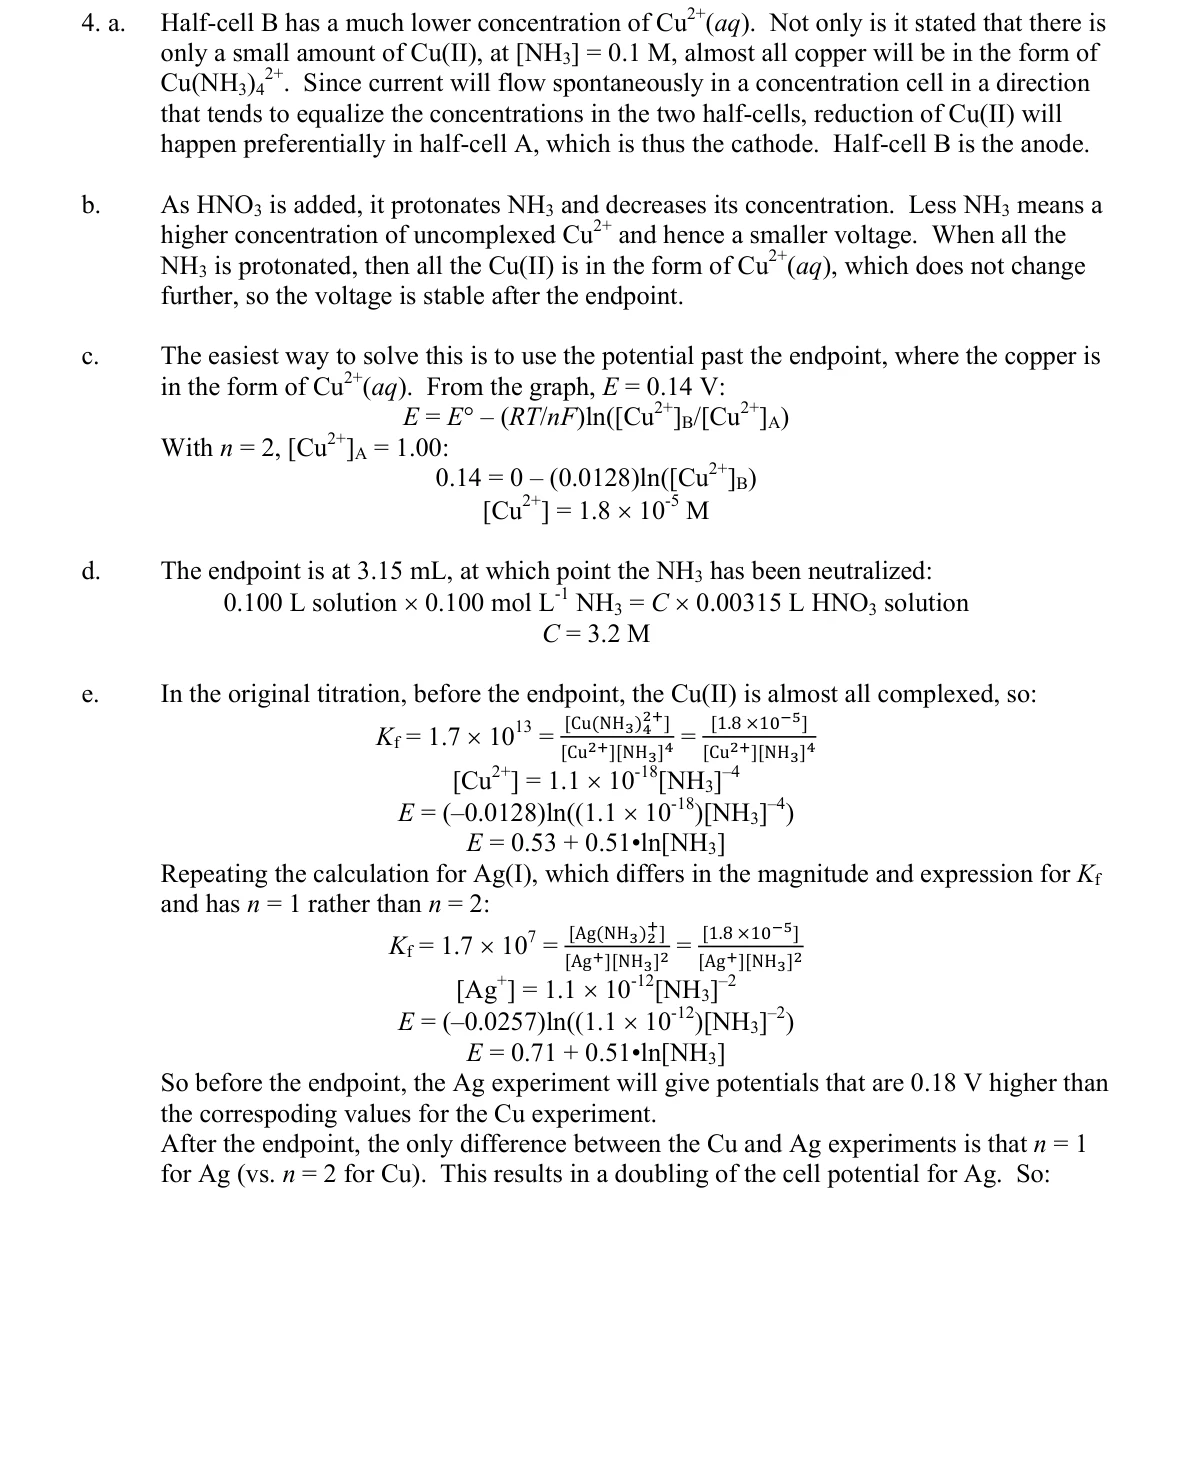 4. a. Half-cell B has a much lower concentration of Cu²⁺(aq). Not only is it stated that there is
only a small amount of Cu(II), at [NH₃] = 0.1 M, almost all copper will be in the form of
Cu(NH₃)₄²⁺. Since current will flow spontaneously in a concentration cell in a direction
that tends to equalize the concentrations in the two half-cells, reduction of Cu(II) will
happen preferentially in half-cell A, which is thus the cathode. Half-cell B is the anode.
b. As HNO₃ is added, it protonates NH₃ and decreases its concentration. Less NH₃ means a
higher concentration of uncomplexed Cu²⁺ and hence a smaller voltage. When all the
NH₃ is protonated, then all the Cu(II) is in the form of Cu²⁺(aq), which does not change
further, so the voltage is stable after the endpoint.
c. The easiest way to solve this is to use the potential past the endpoint, where the copper is
in the form of Cu²⁺(aq). From the graph, E = 0.14 V:
E = E° – (RT/nF)ln([Cu²⁺]B/[Cu²⁺]A)
With n = 2, [Cu²⁺]A = 1.00:
0.14 = 0 – (0.0128)ln([Cu²⁺]B)
[Cu²⁺] = 1.8 × 10⁻⁵ M
d. The endpoint is at 3.15 mL, at which point the NH₃ has been neutralized:
0.100 L solution × 0.100 mol L⁻¹ NH₃ = C × 0.00315 L HNO₃ solution
C = 3.2 M
e. In the original titration, before the endpoint, the Cu(II) is almost all complexed, so:
Kf = 1.7 × 10¹³ = [Cu(NH₃)₄²⁺] / [Cu²⁺][NH₃]⁴ = [1.8 ×10⁻⁵] / [Cu²⁺][NH₃]⁴
[Cu²⁺] = 1.1 × 10⁻¹⁸[NH₃]⁻⁴
E = (–0.0128)ln((1.1 × 10⁻¹⁸)[NH₃]⁻⁴)
E = 0.53 + 0.51•ln[NH₃]
Repeating the calculation for Ag(I), which differs in the magnitude and expression for Kf
and has n = 1 rather than n = 2:
Kf = 1.7 × 10⁷ = [Ag(NH₃)₂⁺] / [Ag⁺][NH₃]² = [1.8 ×10⁻⁵] / [Ag⁺][NH₃]²
[Ag⁺] = 1.1 × 10⁻¹²[NH₃]⁻²
E = (–0.0257)ln((1.1 × 10⁻¹²)[NH₃]⁻²)
E = 0.71 + 0.51•ln[NH₃]
So before the endpoint, the Ag experiment will give potentials that are 0.18 V higher than
the correspoding values for the Cu experiment.
After the endpoint, the only difference between the Cu and Ag experiments is that n = 1
for Ag (vs. n = 2 for Cu). This results in a doubling of the cell potential for Ag. So: